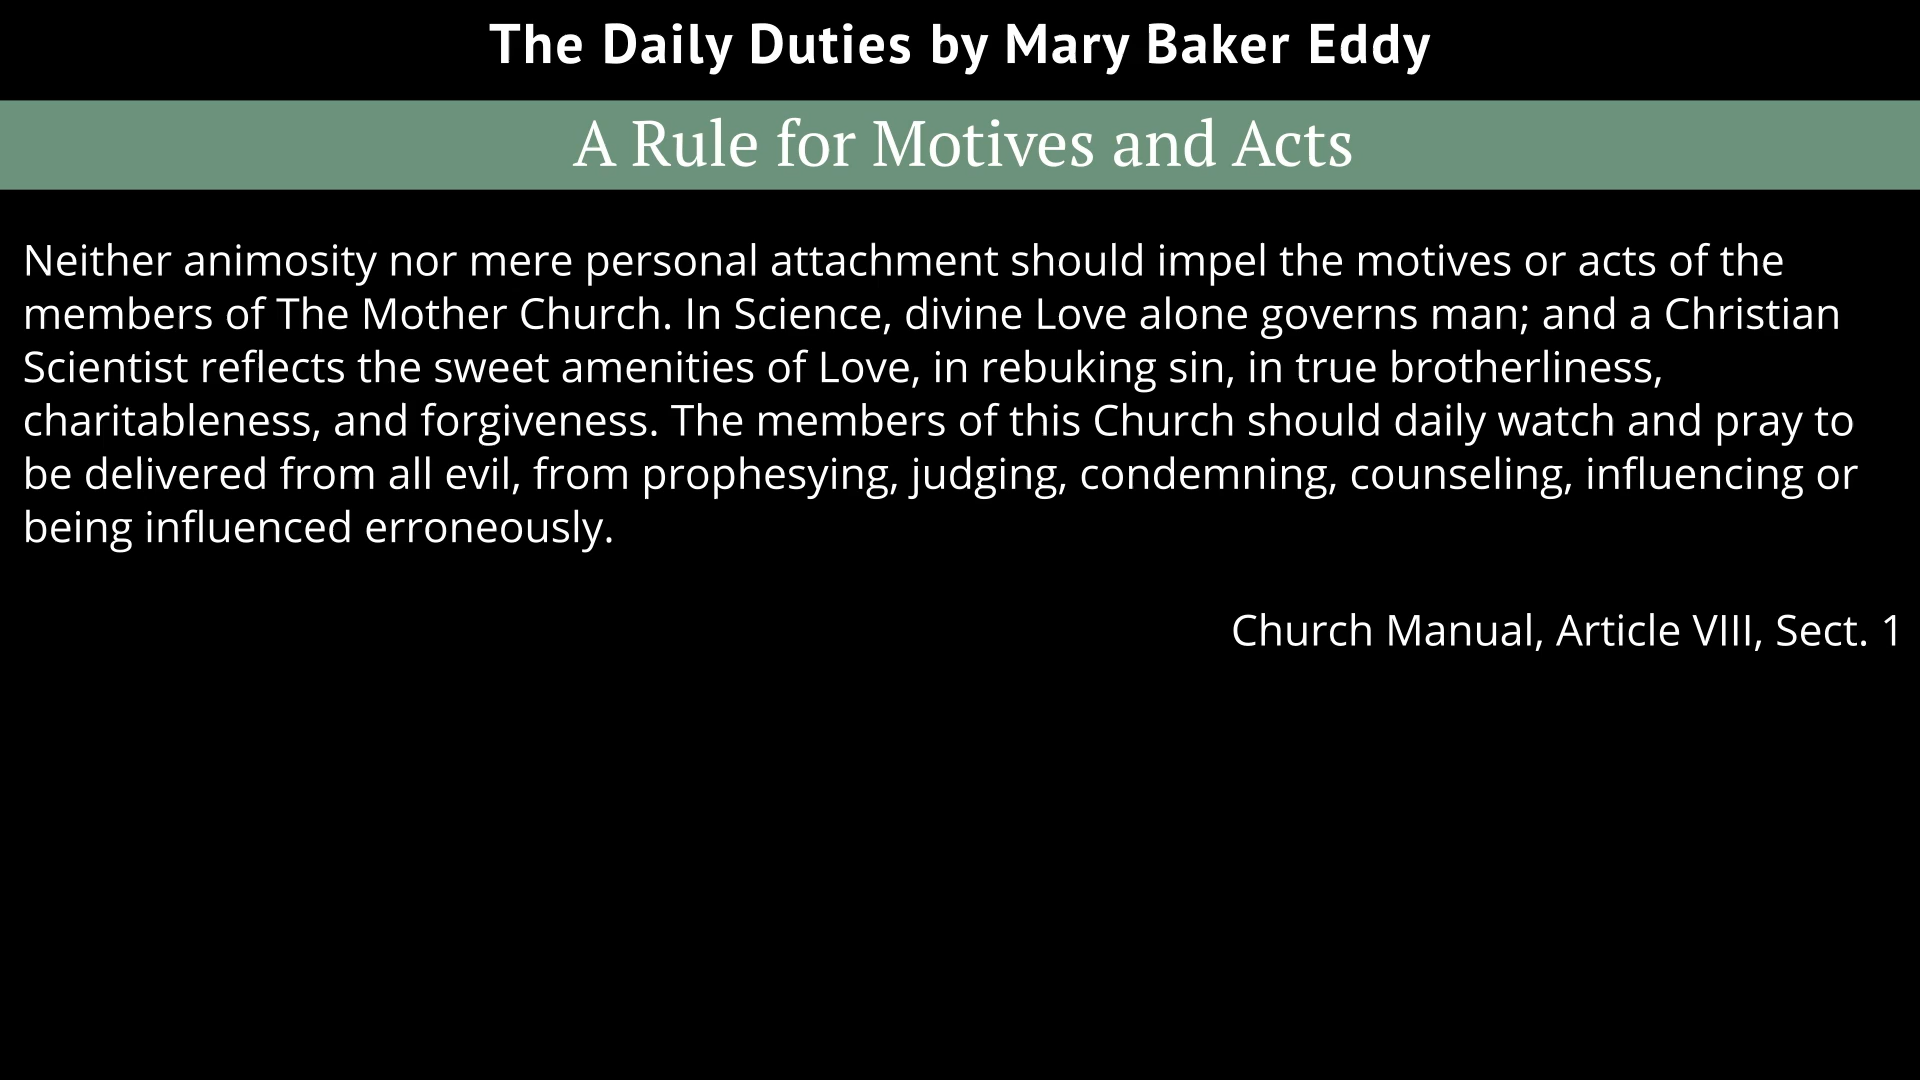 The Daily Duties by Mary Baker Eddy
A Rule for Motives and Acts
Neither animosity nor mere personal attachment should impel the motives or acts of the
members of The Mother Church. In Science, divine Love alone governs man; and a Christian
Scientist reflects the sweet amenities of Love, in rebuking sin, in true brotherliness,
charitableness, and forgiveness. The members of this Church should daily watch and pray to
be delivered from all evil, from prophesying, judging, condemning, counseling, influencing or
being influenced erroneously.
Church Manual, Article VIII, Sect. 1